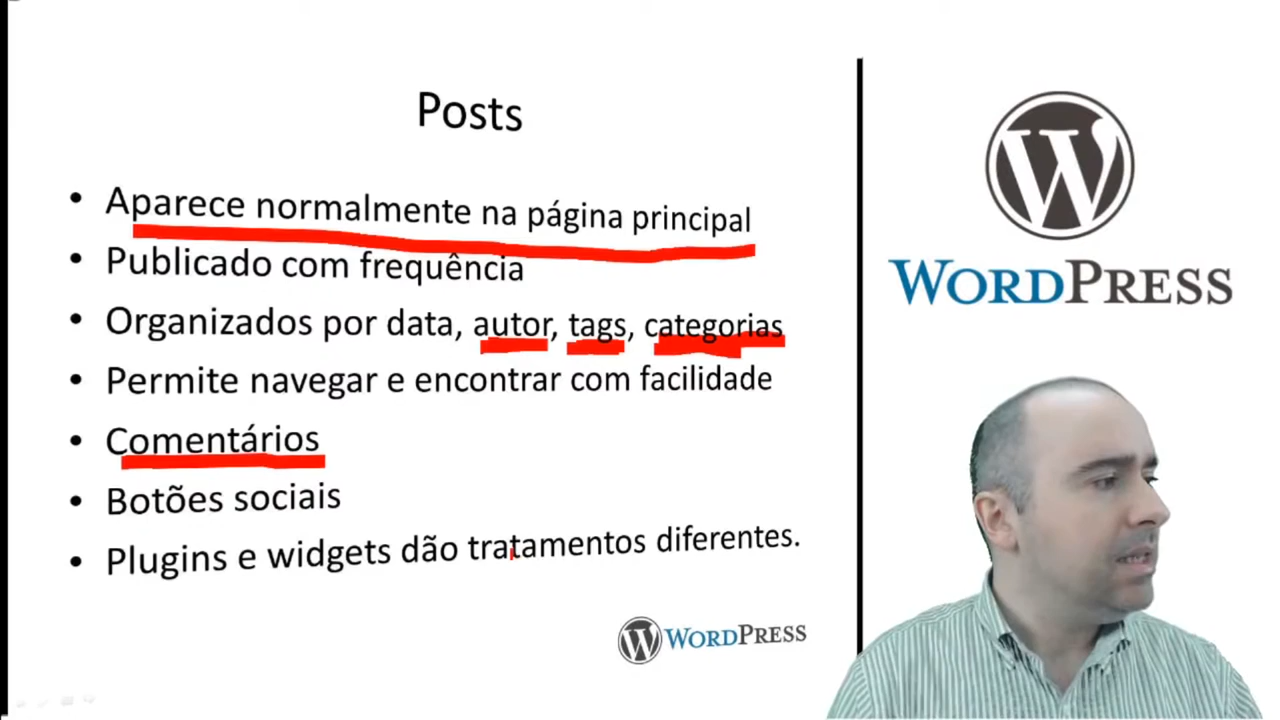 Posts
• Aparece normalmente na página principal
• Publicado com frequência
• Organizados por data, autor, tags, categorias
• Permite navegar e encontrar com facilidade
• Comentários
• Botões sociais
• Plugins e widgets dão tratamentos diferentes.
WORDPRESS
WORDPRESS